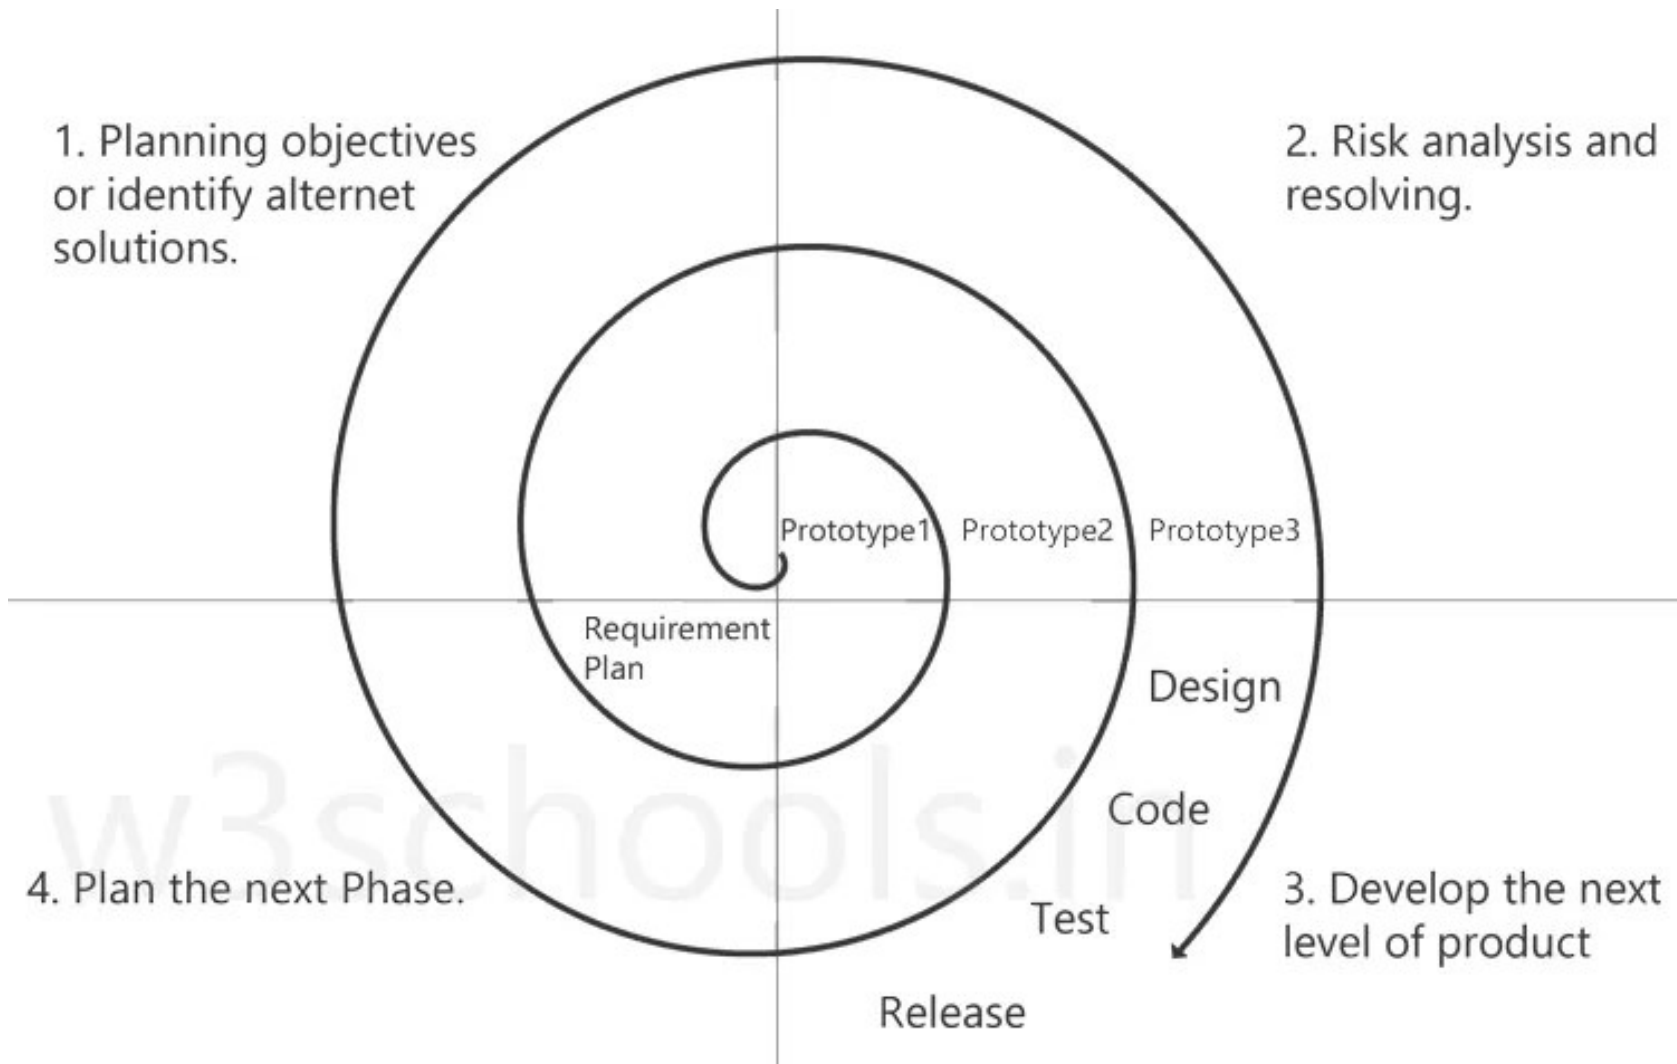 1. Planning objectives
or identify alternet
solutions.
2. Risk analysis and
resolving.
Prototype1
Prototype2
Prototype3
Requirement
Plan
Design
Code
Test
Release
4. Plan the next Phase.
3. Develop the next
level of product
w3schools.in